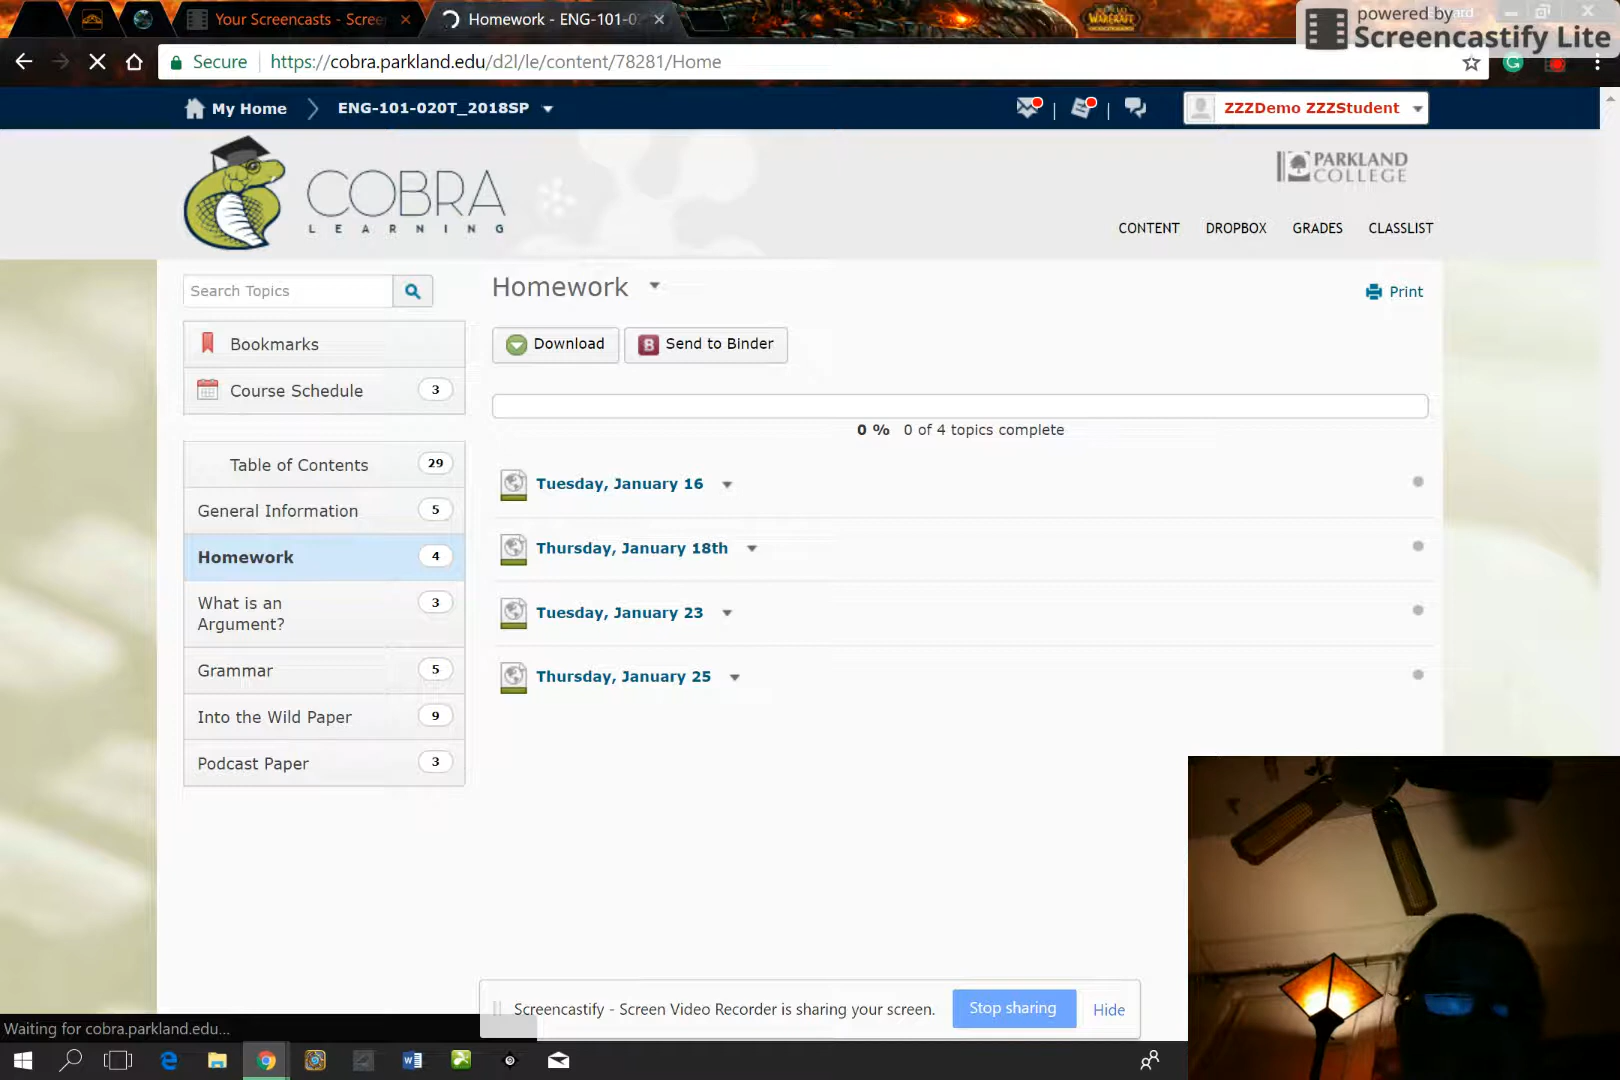 Your Screencasts - Scree
Homework - ENG-101-02
powered by
Screencastify Lite
Secure
https://cobra.parkland.edu/d2l/le/content/78281/Home
My Home
ENG-101-020T_2018SP
ZZZDemo ZZZStudent
COBRA
LEARNING
PARKLAND
COLLEGE
CONTENT
DROPBOX
GRADES
CLASSLIST
Search Topics
Homework
Print
Bookmarks
Download
Send to Binder
Course Schedule
3
0 %
0 of 4 topics complete
Table of Contents
29
Tuesday, January 16
General Information
5
Homework
4
Thursday, January 18th
What is an
Argument?
3
Tuesday, January 23
Grammar
5
Thursday, January 25
Into the Wild Paper
9
Podcast Paper
3
Screencastify - Screen Video Recorder is sharing your screen.
Stop sharing
Hide
Waiting for cobra.parkland.edu...